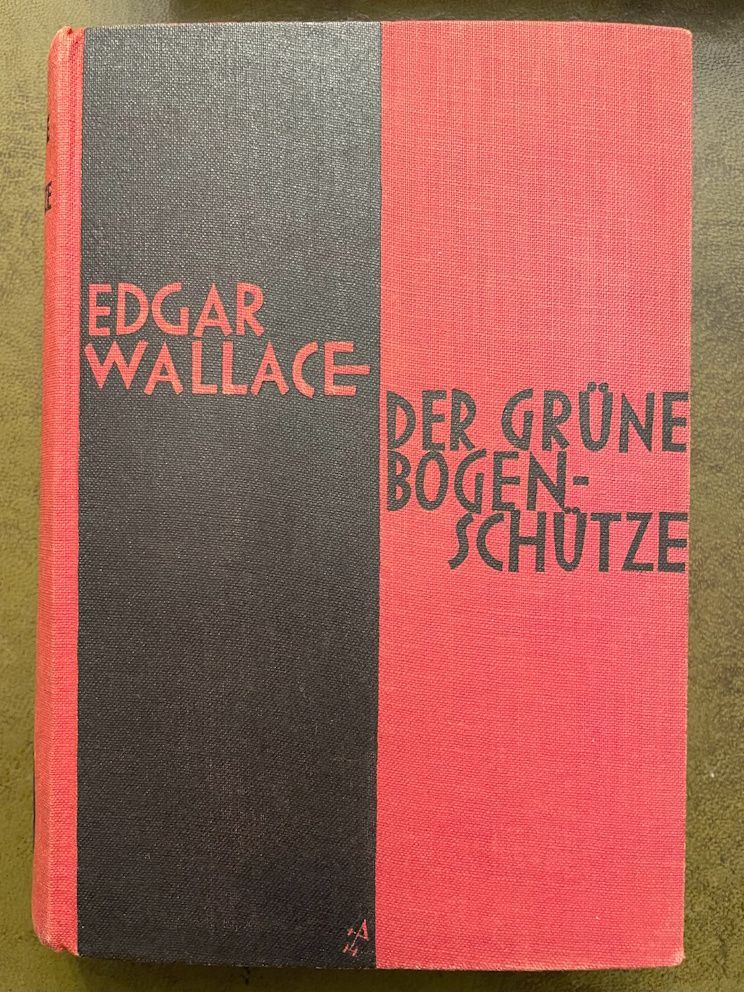 EDGAR
WALLACE-
DER GRÜNE
BOGEN-
SCHÜTZE